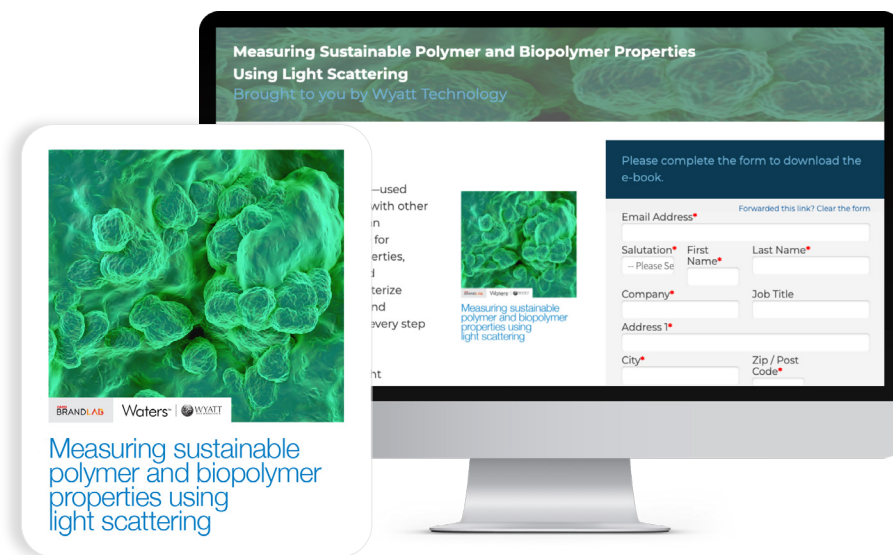 Measuring Sustainable Polymer and Biopolymer Properties
Using Light Scattering
Brought to you by Wyatt Technology
—used
with other
for
erties,
terize
every step
Measuring sustainable
polymer and biopolymer
properties using
light scattering
Please complete the form to download the
e-book.
Forwarded this link? Clear the form
Email Address*
Salutation* First Name* Last Name*
-- Please Se
Company* Job Title
Address 1*
City* Zip / Post Code*
BRANDLAB Waters™ | WYATT
Measuring sustainable
polymer and biopolymer
properties using
light scattering